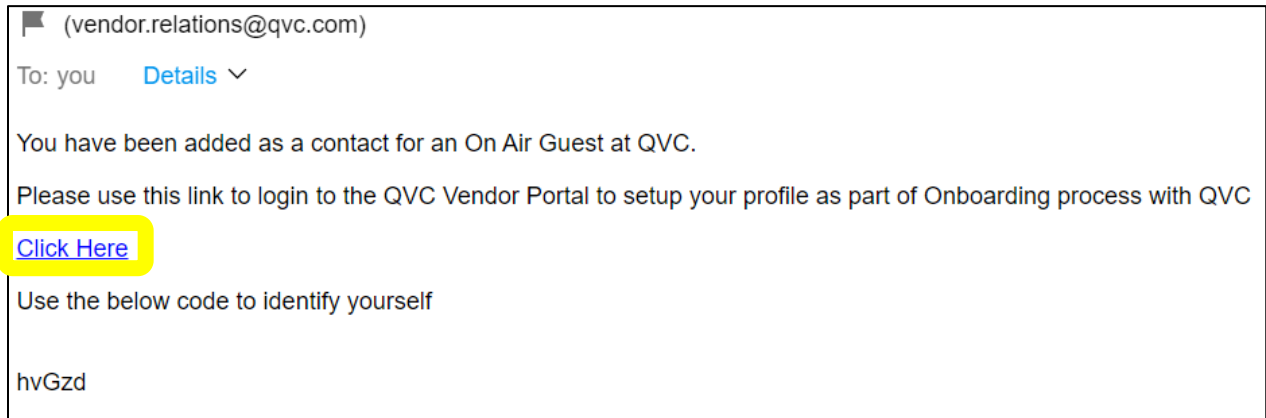 (vendor.relations@qvc.com)
To: you Details
You have been added as a contact for an On Air Guest at QVC.
Please use this link to login to the QVC Vendor Portal to setup your profile as part of Onboarding process with QVC
Click Here
Use the below code to identify yourself
hvGzd